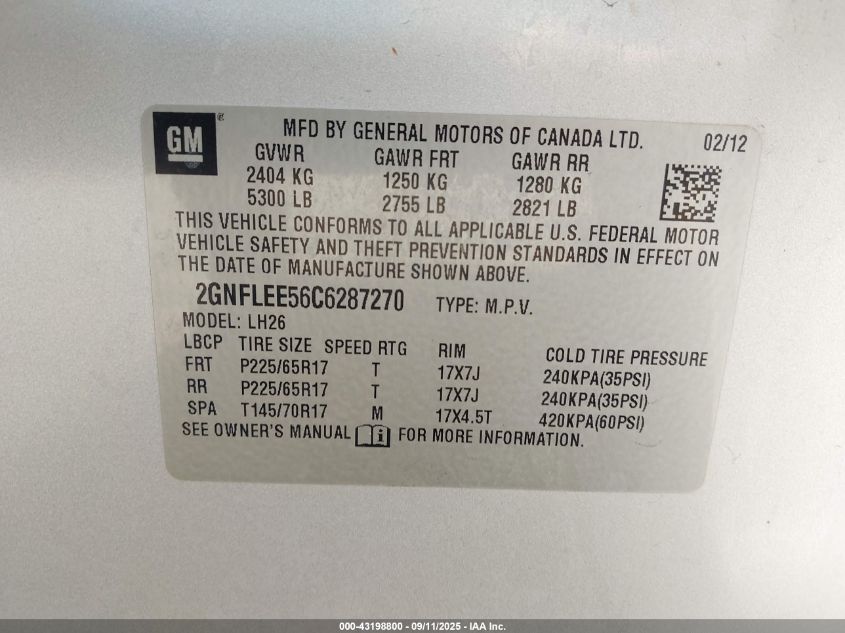 GM
MFD BY GENERAL MOTORS OF CANADA LTD. 02/12
GVWR GAWR FRT GAWR RR
2404 KG 1250 KG 1280 KG
5300 LB 2755 LB 2821 LB
THIS VEHICLE CONFORMS TO ALL APPLICABLE U.S. FEDERAL MOTOR
VEHICLE SAFETY AND THEFT PREVENTION STANDARDS IN EFFECT ON
THE DATE OF MANUFACTURE SHOWN ABOVE.
2GNFLEE56C6287270 TYPE: M.P.V.
MODEL: LH26
LBCP TIRE SIZE SPEED RTG RIM COLD TIRE PRESSURE
FRT P225/65R17 T 17X7J 240KPA(35PSI)
RR P225/65R17 T 17X7J 240KPA(35PSI)
SPA T145/70R17 M 17X4.5T 420KPA(60PSI)
SEE OWNER'S MANUAL FOR MORE INFORMATION.
000-43198800 - 09/11/2025 - IAA Inc.